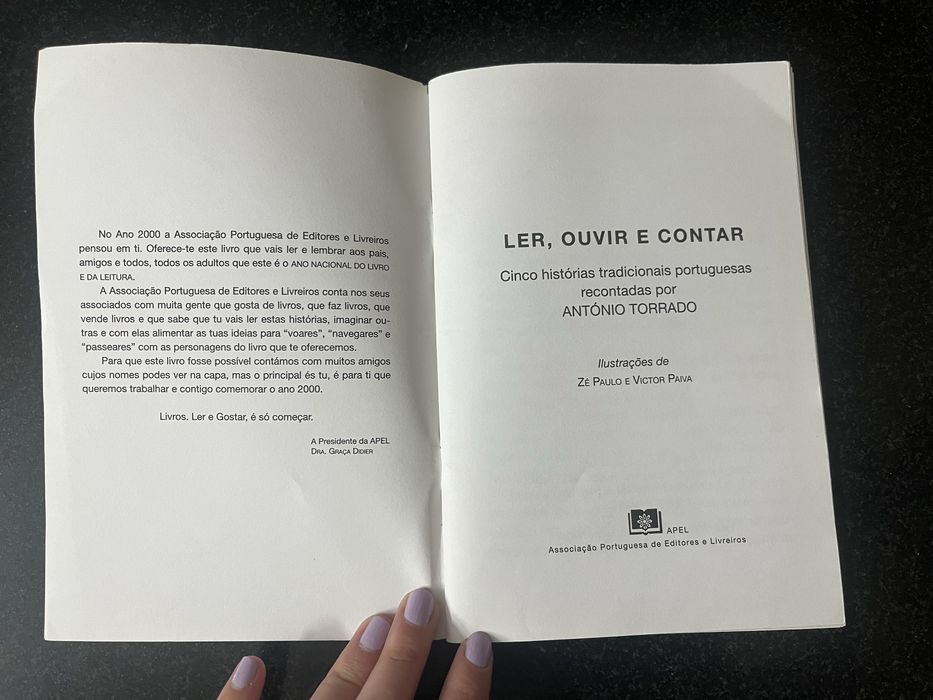 No Ano 2000 a Associação Portuguesa de Editores e Livreiros
pensou em ti. Oferece-te este livro que vais ler e lembrar aos pais,
amigos e todos, todos os adultos que este é o ANO NACIONAL DO LIVRO
E DA LEITURA.
A Associação Portuguesa de Editores e Livreiros conta nos seus
associados com muita gente que gosta de livros, que faz livros, que
vende livros e que sabe que tu vais ler estas histórias, imaginar ou-
tras e com elas alimentar as tuas ideias para “voares”, “navegares” e
“passeares” com as personagens do livro que te oferecemos.
Para que este livro fosse possível contámos com muitos amigos
cujos nomes podes ver na capa, mas o principal és tu, é para ti que
queremos trabalhar e contigo comemorar o ano 2000.
Livros. Ler e Gostar, é só começar.
A Presidente da APEL
DRA. GRAÇA DIDIER
LER, OUVIR E CONTAR
Cinco histórias tradicionais portuguesas
recontadas por
ANTÓNIO TORRADO
Ilustrações de
ZÉ PAULO E VICTOR PAIVA
APEL
Associação Portuguesa de Editores e Livreiros